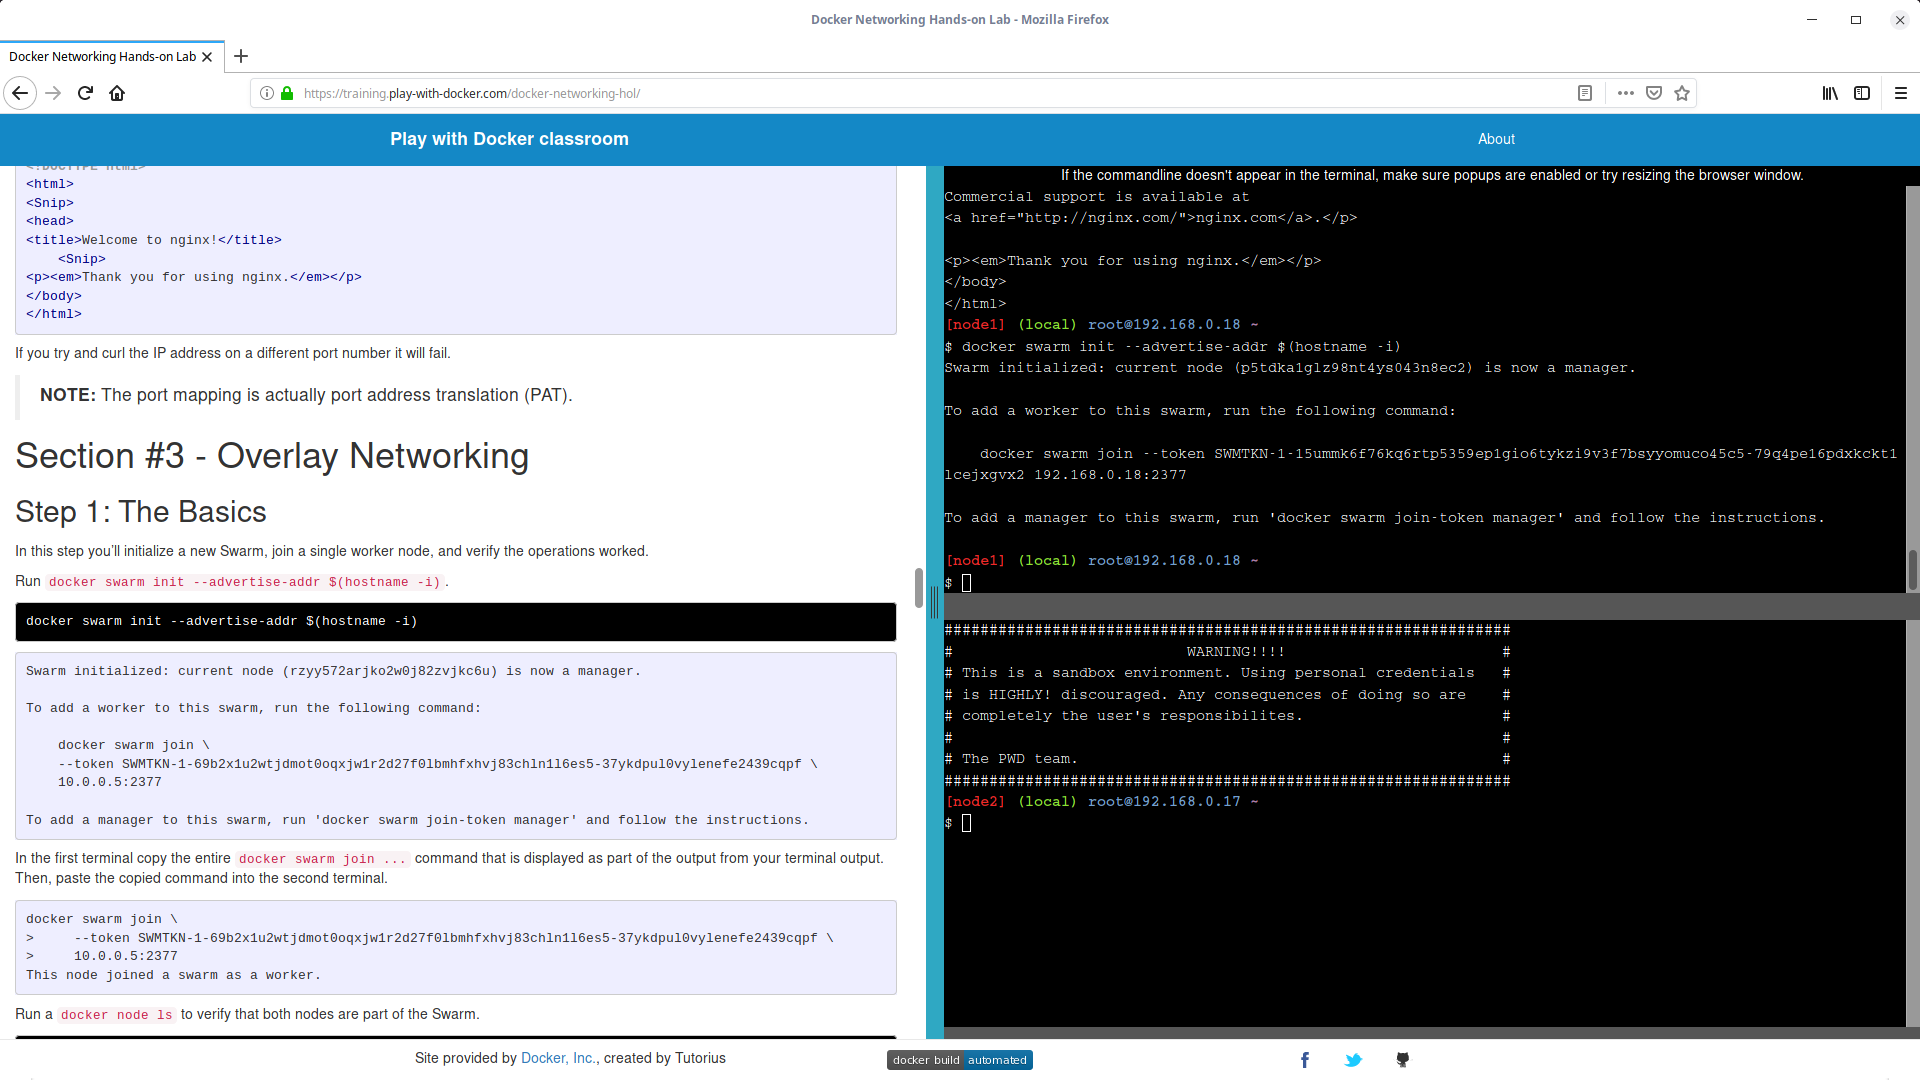 Docker Networking Hands-on Lab - Mozilla Firefox
Docker Networking Hands-on Lab
https://training.play-with-docker.com/docker-networking-hol/
Play with Docker classroom
About
<!DOCTYPE html>
<html>
<Snip>
<head>
<title>Welcome to nginx!</title>
    <Snip>
<p><em>Thank you for using nginx.</em></p>
</body>
</html>
If you try and curl the IP address on a different port number it will fail.
NOTE: The port mapping is actually port address translation (PAT).
Section #3 - Overlay Networking
Step 1: The Basics
In this step you'll initialize a new Swarm, join a single worker node, and verify the operations worked.
Run docker swarm init --advertise-addr $(hostname -i) .
docker swarm init --advertise-addr $(hostname -i)
Swarm initialized: current node (rzyy572arjko2w0j82zvjkc6u) is now a manager.
To add a worker to this swarm, run the following command:
    docker swarm join \
    --token SWMTKN-1-69b2x1u2wtjdmot0oqxjw1r2d27f0lbmhfxhvj83chln1l6es5-37ykdpul0vylenefe2439cqpf \
    10.0.0.5:2377
To add a manager to this swarm, run 'docker swarm join-token manager' and follow the instructions.
In the first terminal copy the entire docker swarm join ... command that is displayed as part of the output from your terminal output.
Then, paste the copied command into the second terminal.
docker swarm join \
>     --token SWMTKN-1-69b2x1u2wtjdmot0oqxjw1r2d27f0lbmhfxhvj83chln1l6es5-37ykdpul0vylenefe2439cqpf \
>     10.0.0.5:2377
This node joined a swarm as a worker.
Run a docker node ls to verify that both nodes are part of the Swarm.
If the commandline doesn't appear in the terminal, make sure popups are enabled or try resizing the browser window.
Commercial support is available at
<a href="http://nginx.com/">nginx.com</a>.</p>
<p><em>Thank you for using nginx.</em></p>
</body>
</html>
[node1] (local) root@192.168.0.18 ~
$ docker swarm init --advertise-addr $(hostname -i)
Swarm initialized: current node (p5tdka1glz98nt4ys043n8ec2) is now a manager.
To add a worker to this swarm, run the following command:
    docker swarm join --token SWMTKN-1-15ummk6f76kq6rtp5359ep1gio6tykzi9v3f7bsyyomuco45c5-79q4pe16pdxkckt1
lcejxgvx2 192.168.0.18:2377
To add a manager to this swarm, run 'docker swarm join-token manager' and follow the instructions.
[node1] (local) root@192.168.0.18 ~
$
###############################################################
#                          WARNING!!!!                        #
# This is a sandbox environment. Using personal credentials   #
# is HIGHLY! discouraged. Any consequences of doing so are    #
# completely the user's responsibilites.                      #
#                                                             #
# The PWD team.                                               #
###############################################################
[node2] (local) root@192.168.0.17 ~
$
Site provided by Docker, Inc., created by Tutorius
docker build automated